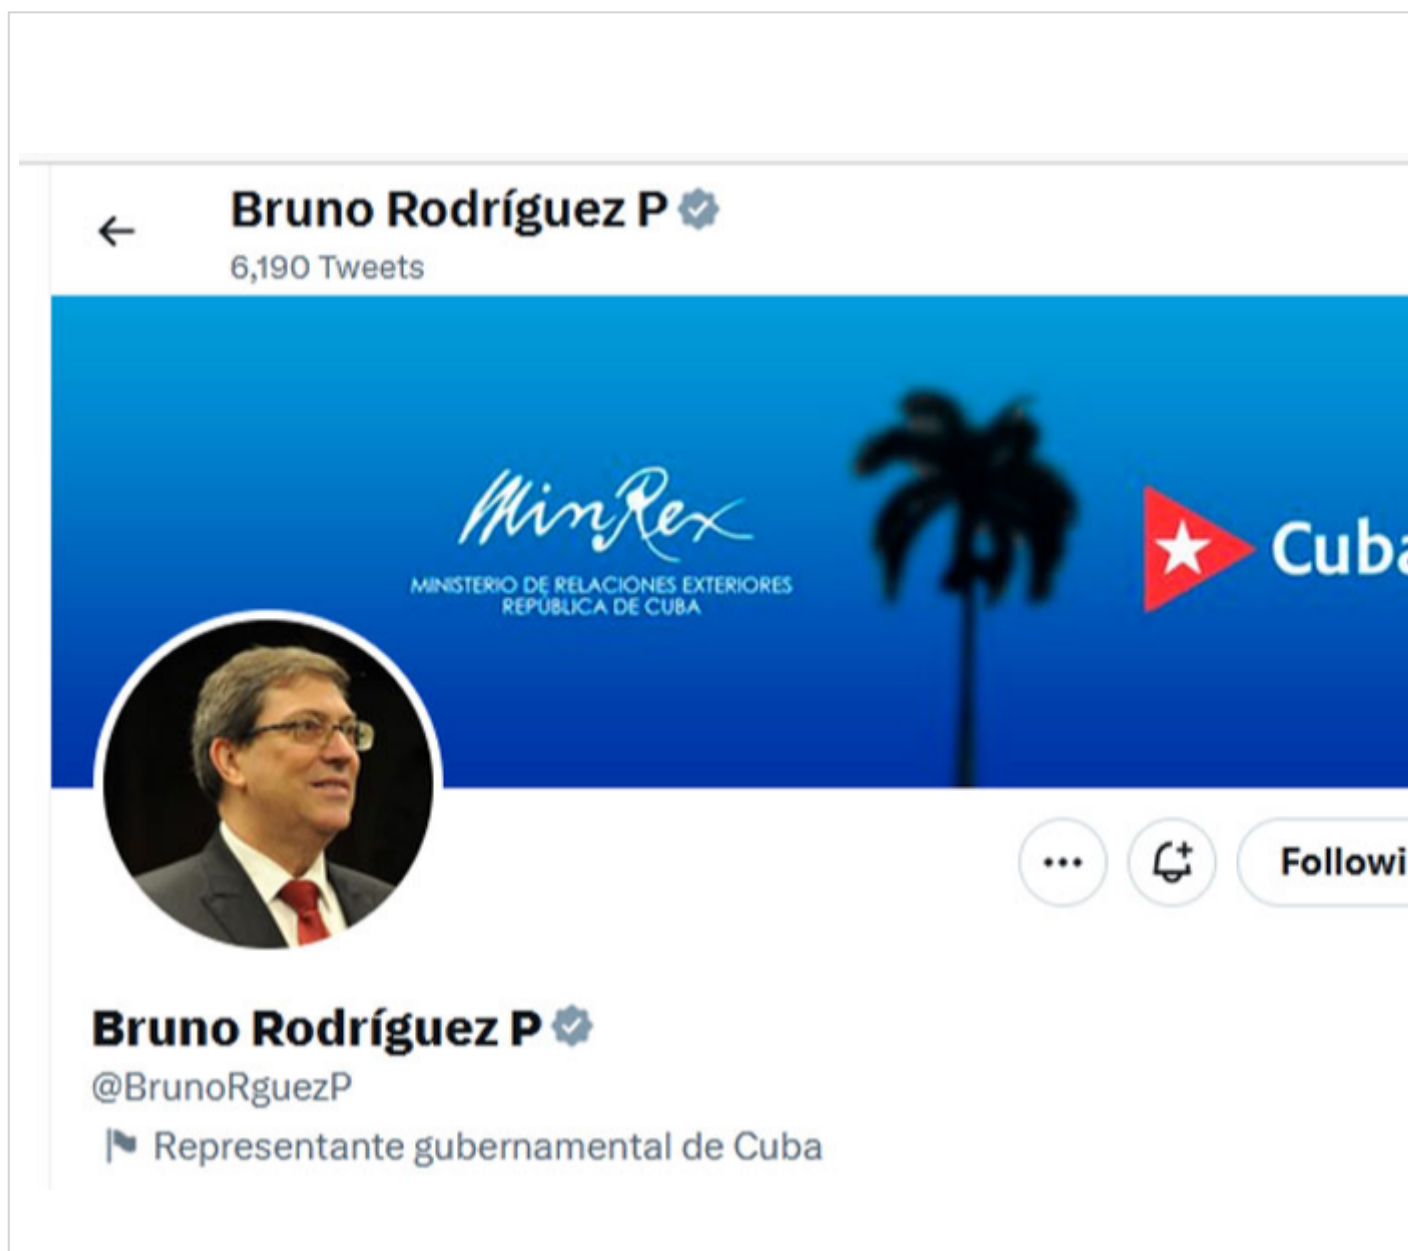 Bruno Rodríguez P
6,190 Tweets
MinRex
MINISTERIO DE RELACIONES EXTERIORES
REPÚBLICA DE CUBA
Cuba
Followi
Bruno Rodríguez P
@BrunoRguezP
Representante gubernamental de Cuba